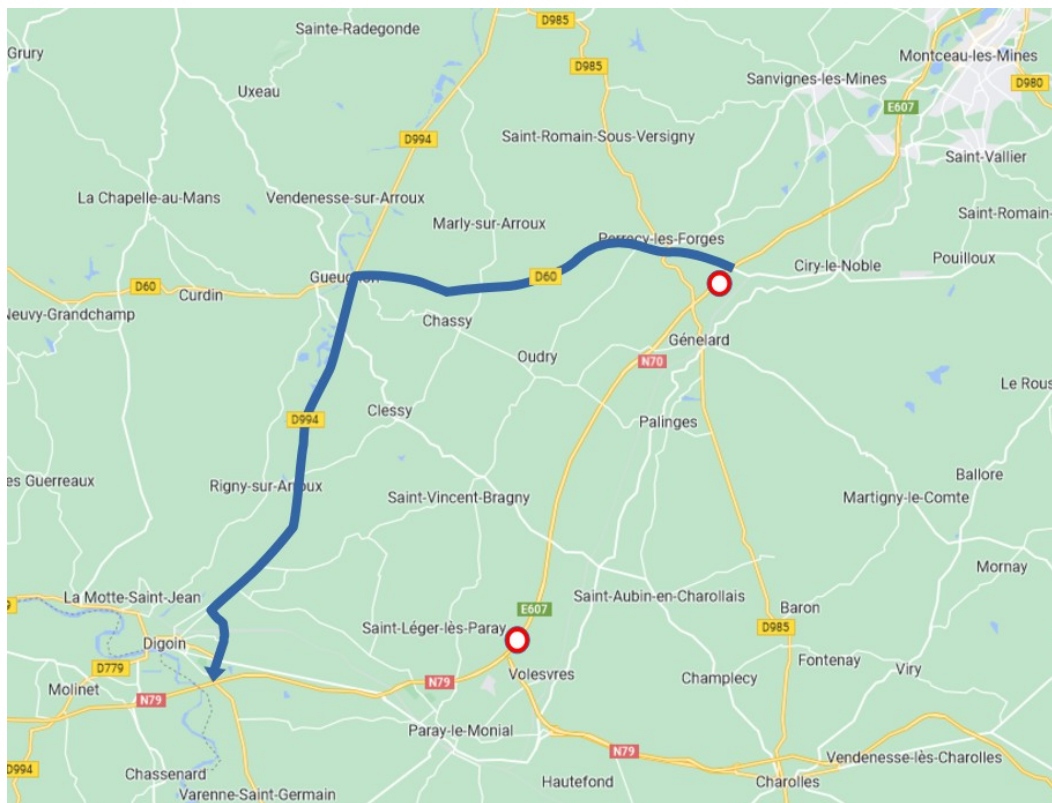 D985
Sainte-Radegonde
Grury
Montceau-les-Mines
D985
Sanvignes-les-Mines
D980
Uxeau
E607
D994
Saint-Romain-Sous-Versigny
Saint-Vallier
La Chapelle-au-Mans
Vendenesse-sur-Arroux
Marly-sur-Arroux
Saint-Romain-
Perrecy-les-Forges
Pouilloux
Ciry-le-Noble
Gueugnon
D60
D60
Curdin
Neuvy-Grandchamp
Chassy
Génelard
Oudry
N70
Le Rous
Clessy
D994
Palinges
Ballore
es Guerreaux
Rigny-sur-Arroux
Saint-Vincent-Bragny
Martigny-le-Comte
Mornay
La Motte-Saint-Jean
Saint-Aubin-en-Charollais
9
E607
Baron
Saint-Léger-lès-Paray
D985
Digoin
Fontenay
D779
Viry
Volesvres
Champlecy
N79
Molinet
N79
Paray-le-Monial
N79
Vendenesse-lès-Charolles
D994
Chassenard
Hautefond
Charolles
Varenne-Saint-Germain